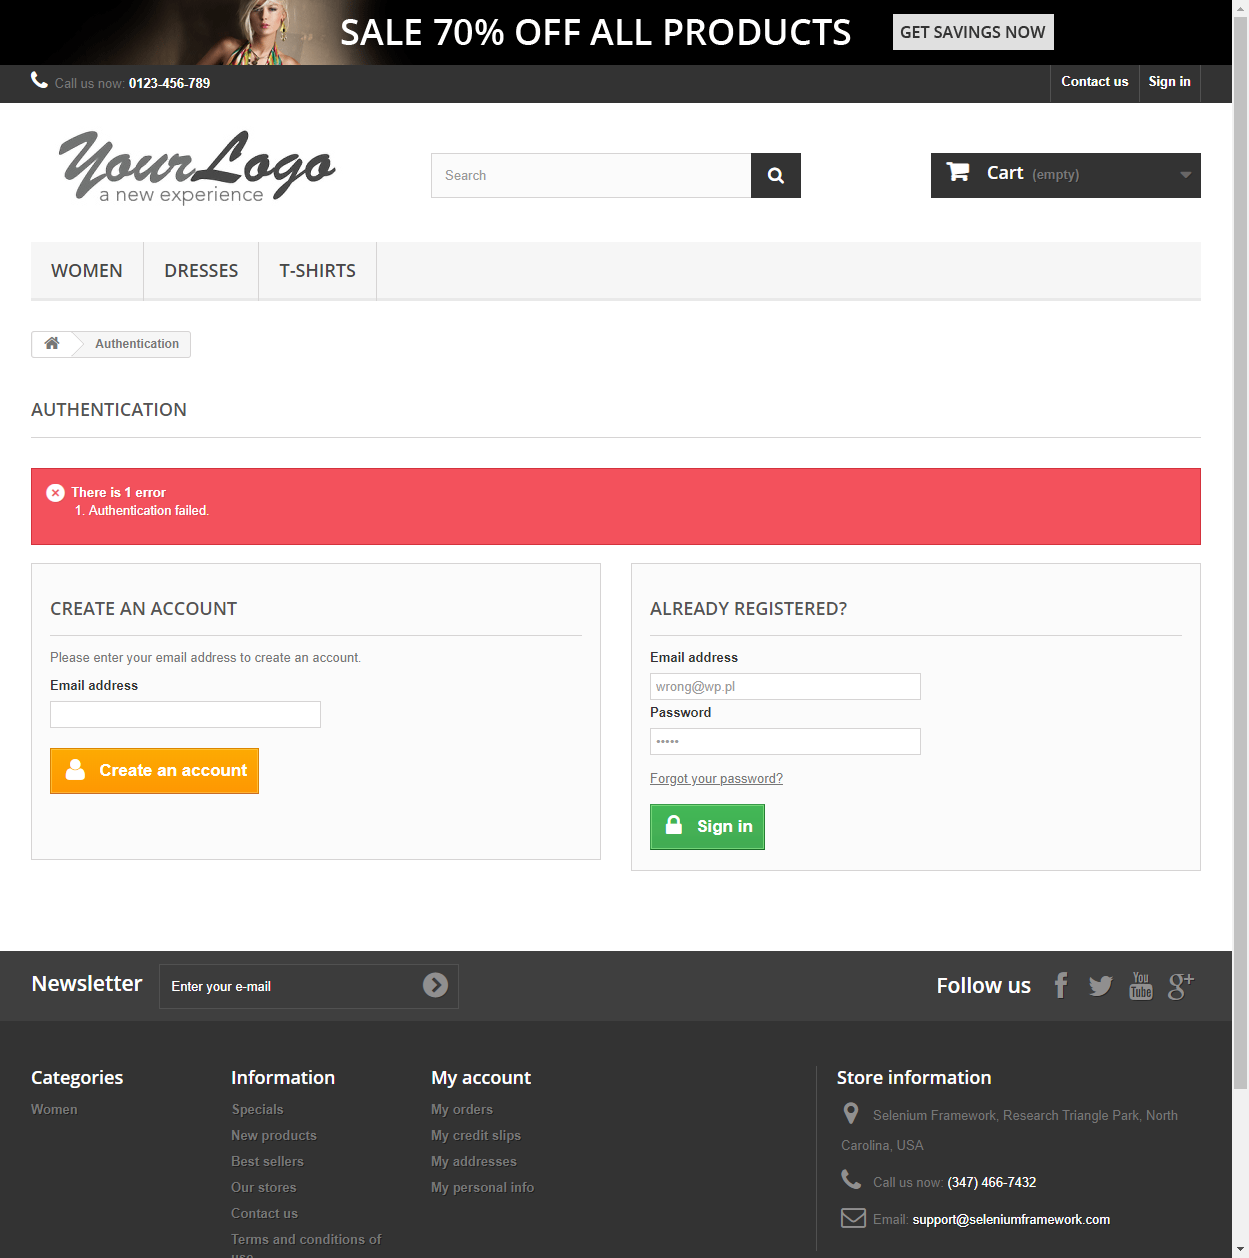 SALE 70% OFF ALL PRODUCTS
GET SAVINGS NOW
Call us now: 0123-456-789
Contact us
Sign in
YourLogo
a new experience
Search
Cart (empty)
WOMEN
DRESSES
T-SHIRTS
Authentication
AUTHENTICATION
There is 1 error
1. Authentication failed.
CREATE AN ACCOUNT
Please enter your email address to create an account.
Email address
Create an account
ALREADY REGISTERED?
Email address
wrong@wp.pl
Password
•••••
Forgot your password?
Sign in
Newsletter
Enter your e-mail
Follow us
You
Tube
g+
Categories
Women
Information
Specials
New products
Best sellers
Our stores
Contact us
Terms and conditions of
use
My account
My orders
My credit slips
My addresses
My personal info
Store information
Selenium Framework, Research Triangle Park, North
Carolina, USA
Call us now: (347) 466-7432
Email: support@seleniumframework.com